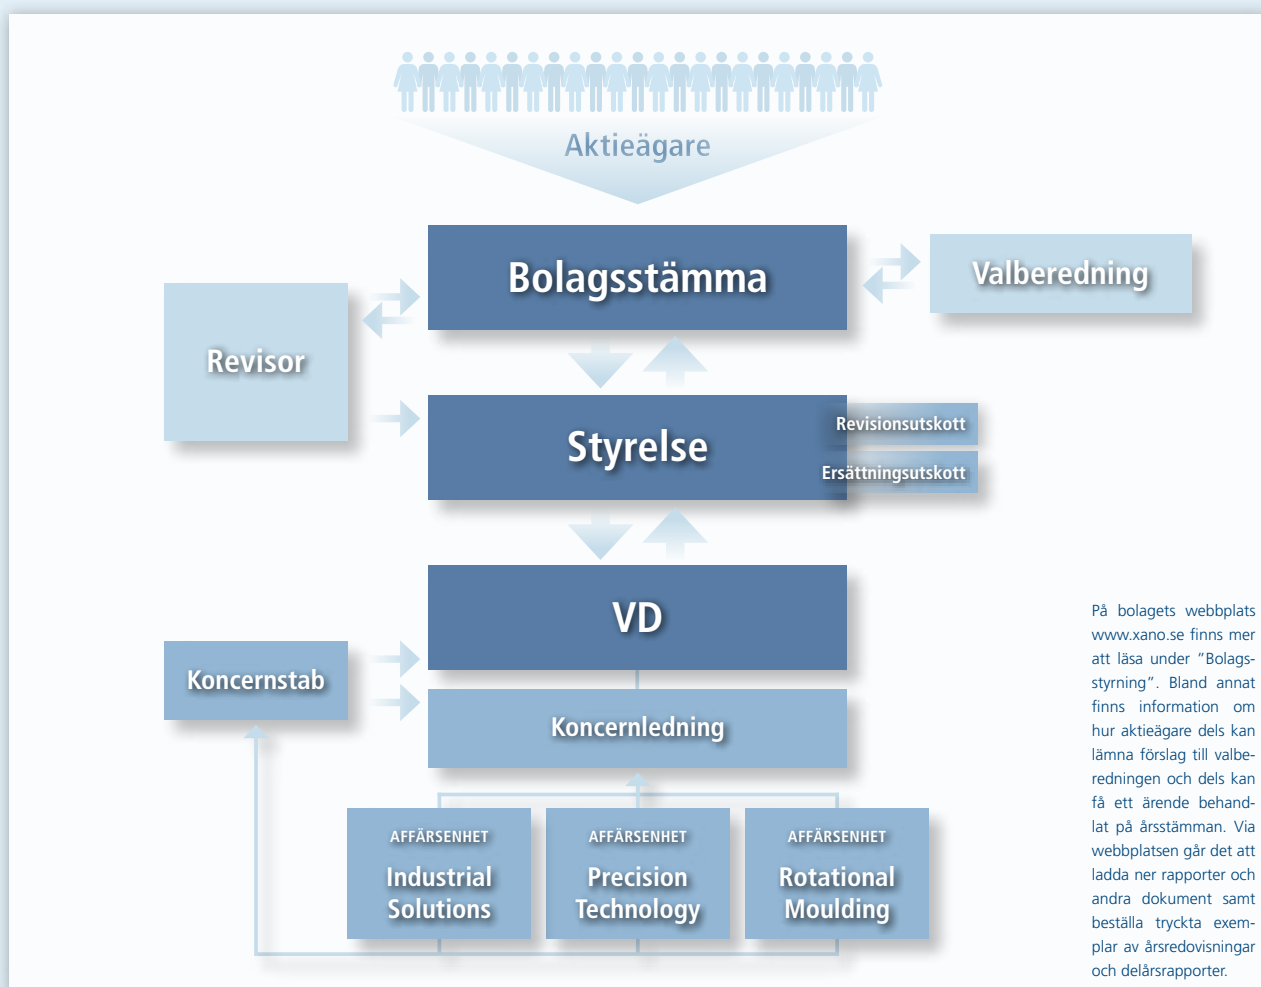 Aktieägare
Bolagsstämma
Valberedning
Revisor
Styrelse
Revisionsutskott
Ersättningsutskott
VD
Koncernstab
Koncernledning
AFFÄRSENHET
Industrial
Solutions
AFFÄRSENHET
Precision
Technology
AFFÄRSENHET
Rotational
Moulding
På bolagets webbplats
www.xano.se finns mer
att läsa under ”Bolags-
styrning”. Bland annat
finns information om
hur aktieägare dels kan
lämna förslag till valbe-
redningen och dels kan
få ett ärende behand-
lat på årsstämman. Via
webbplatsen går det att
ladda ner rapporter och
andra dokument samt
beställa tryckta exem-
plar av årsredovisningar
och delårsrapporter.